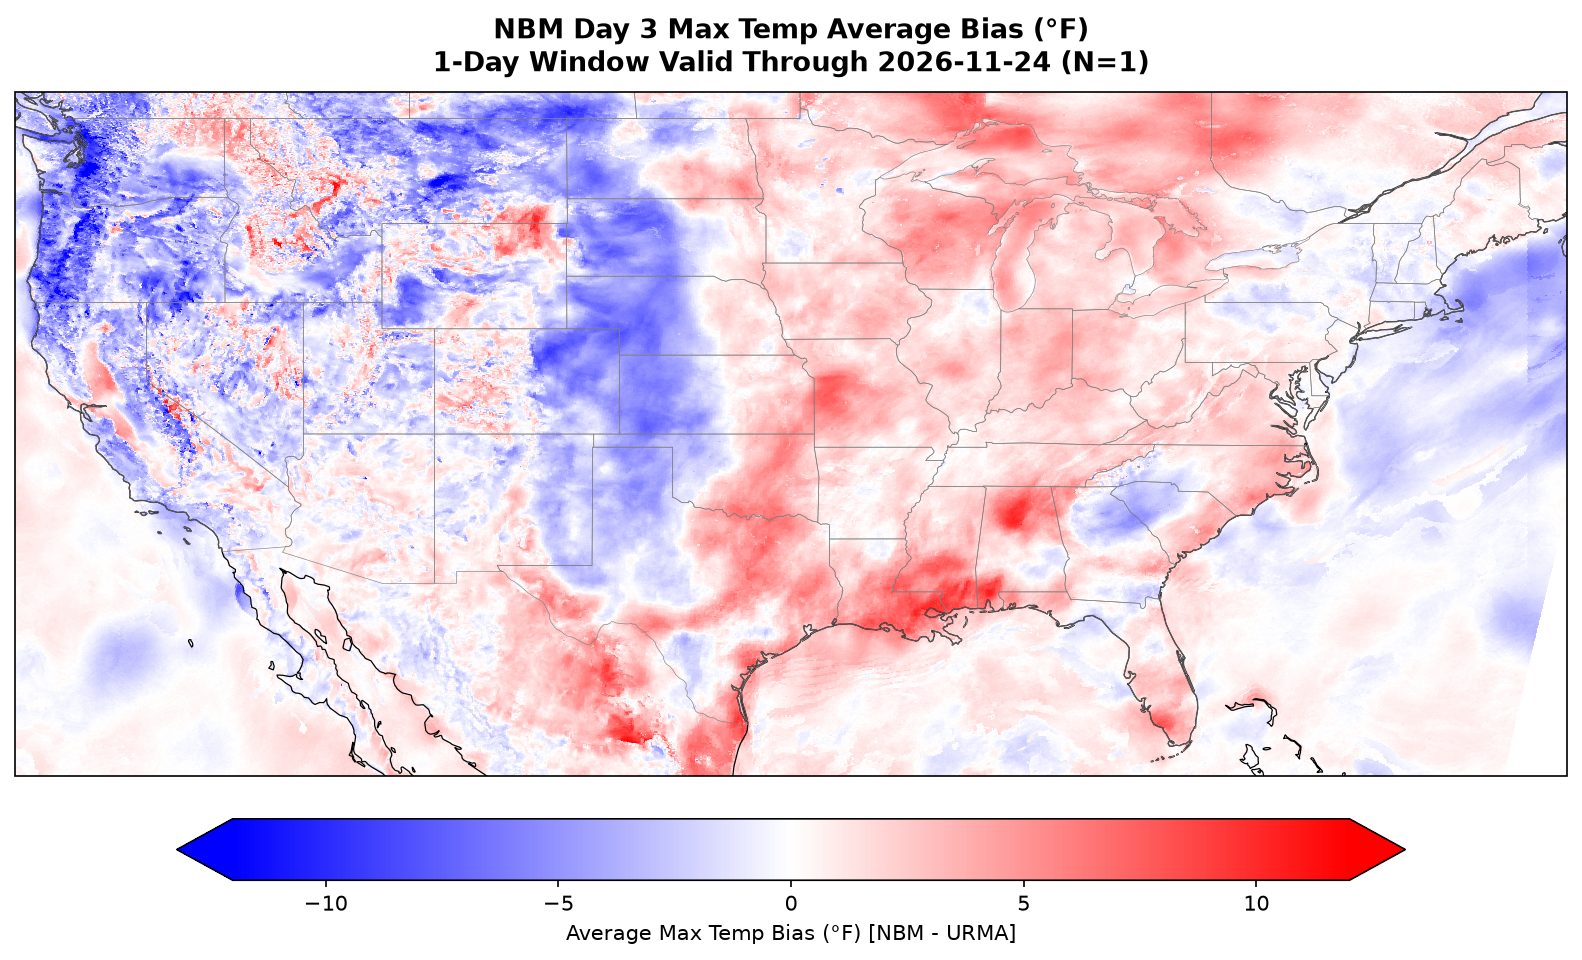 NBM Day 3 Max Temp Average Bias (°F)
1-Day Window Valid Through 2026-11-24 (N=1)
−10 −5 0 5 10
Average Max Temp Bias (°F) [NBM - URMA]